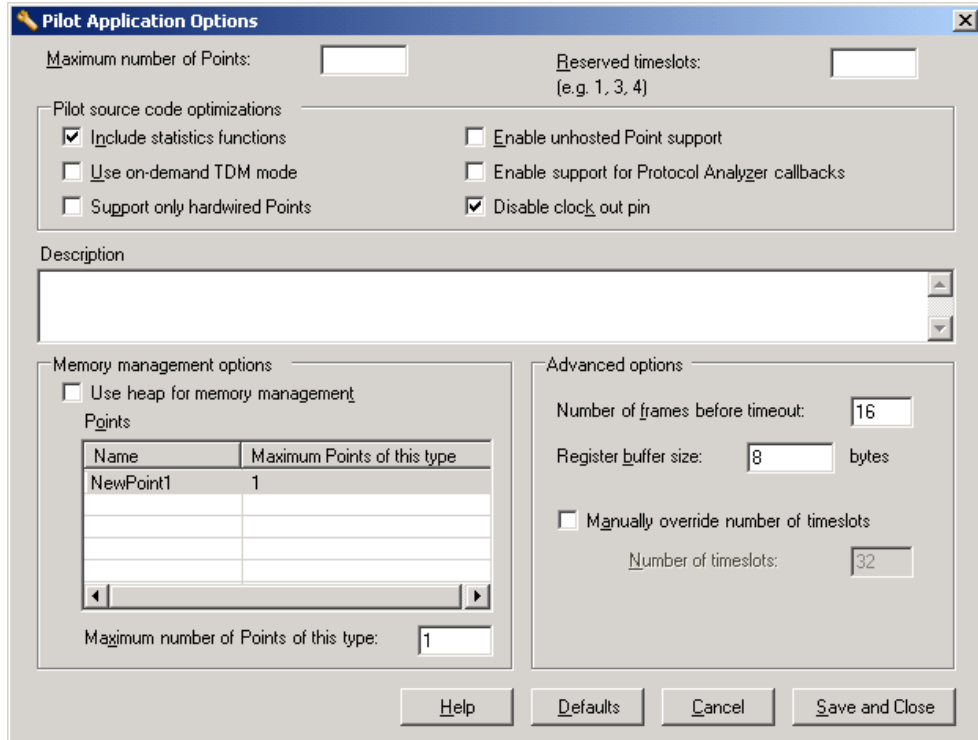 Pilot Application Options
Maximum number of Points:
Reserved timeslots:
(e.g. 1, 3, 4)
Pilot source code optimizations
Include statistics functions
Enable unhosted Point support
Use on-demand TDM mode
Enable support for Protocol Analyzer callbacks
Support only hardwired Points
Disable clock out pin
Description
Memory management options
Use heap for memory management
Points
Name Maximum Points of this type
NewPoint1 1
Maximum number of Points of this type: 1
Advanced options
Number of frames before timeout: 16
Register buffer size: 8 bytes
Manually override number of timeslots
Number of timeslots: 32
Help Defaults Cancel Save and Close